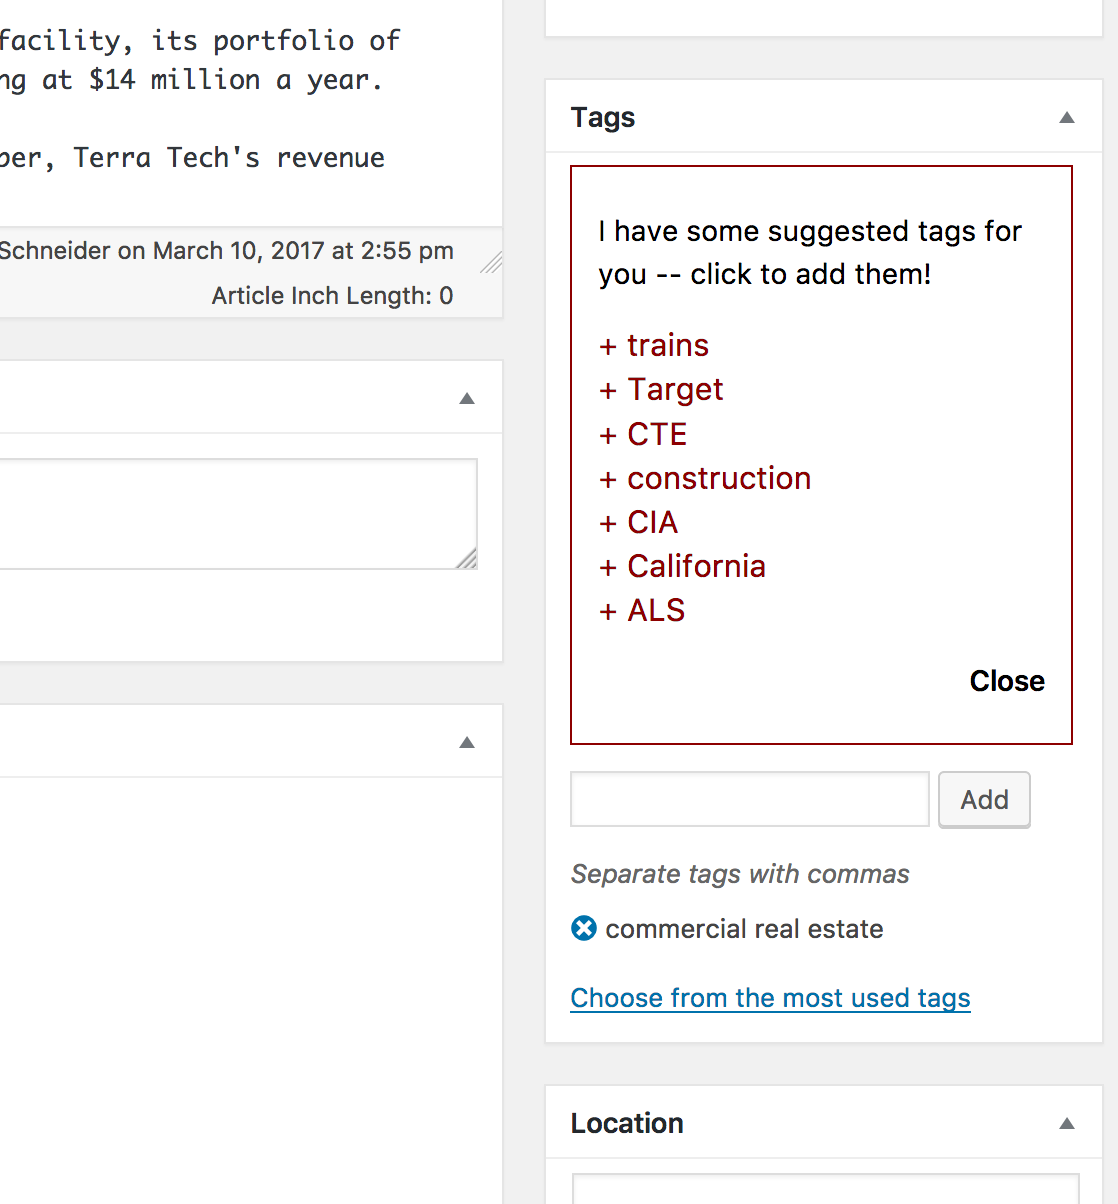 facility, its portfolio of
ng at $14 million a year.
ber, Terra Tech's revenue
Schneider on March 10, 2017 at 2:55 pm
Article Inch Length: 0
Tags
I have some suggested tags for
you -- click to add them!
+ trains
+ Target
+ CTE
+ construction
+ CIA
+ California
+ ALS
Close
Add
Separate tags with commas
commercial real estate
Choose from the most used tags
Location